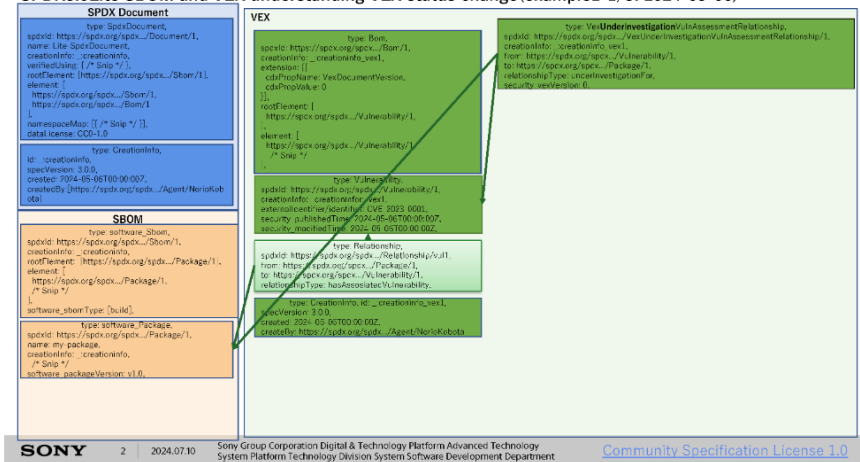 SPDX Document
type: SpdxDocument,
spdxId: https://spdx.org/spdx.../Document/1,
name: Lite SpdxDocument,
creationInfo: _:creationinfo,
verifiedUsing: { /* Snip */ },
rootElement: [https://spdx.org/spdx.../Sbom/1],
element: [
https://spdx.org/spdx.../Sbom/1,
https://spdx.org/spdx.../Bom/1
],
namespaceMap: [{ /* Snip */ }],
dataLicense: CC0-1.0
type: CreationInfo,
id: _:creationinfo,
specVersion: 3.0.0,
created: 2024-05-06T00:00:00Z,
createdBy:[https://spdx.org/spdx.../Agent/NorioKob
ota]
SBOM
type: software_Sbom,
spdxId: https://spdx.org/spdx.../Sbom/1,
creationInfo: _:creationinfo,
rootElement: [https://spdx.org/spdx.../Package/1],
element: [
https://spdx.org/spdx.../Package/1,
/* Snip */
],
software_sbomType: [build],
type: software_Package,
spdxId: https://spdx.org/spdx.../Package/1,
name: my-package,
creationInfo: _:creationinfo,
/* Snip */
software_packageVersion: v1.0,
VEX
type: Bom,
spdxId: https://spdx.org/spdx.../Bom/1,
creationInfo: _:creationinfo_vex1,
extension: [{
cdxPropName: VexDocumentVersion,
cdxPropValue: 0
}],
rootElement: [
https://spdx.org/spdx.../Vulnerability/1,
],
element: [
https://spdx.org/spdx.../Vulnerability/1,
/* Snip */
],
type: Vulnerability,
spdxId: https://spdx.org/spdx.../Vulnerability/1,
creationInfo: _:creationinfo_vex1,
externalIdentifier/identifier: CVE-2023-0001,
security_publishedTime: 2024-05-06T00:00:00Z,
security_modifiedTime: 2024-05-06T00:00:00Z,
type: Relationship,
spdxId: https://spdx.org/spdx.../Relationship/vul1,
from: https://spdx.org/spdx.../Package/1,
to: https://spdx.org/spdx.../Vulnerability/1,
relationshipType: hasAssosiatecVulnerability,
type: CreationInfo, id: _:creationinfo_vex1,
specVersion: 3.0.0,
created: 2024-05-06T00:00:00Z,
createBy: https://spdx.org/spdx.../Agent/NorioKobota
type: VexUnderInvestigationVulnAssessmentRelationship,
spdxId: https://spdx.org/spdx.../VexUnderInvestigationVulnAssessmentRelationship/1,
creationInfo: _:creationinfo_vex1,
from: https://spdx.org/spdx.../Vulnerability/1,
to: https://spdx.org/spdx.../Package/1,
relationshipType: underInvestigationFor,
security_vexVersion: 0,
SONY 2 2024.07.10
Sony Group Corporation Digital & Technology Platform Advanced Technology
System Platform Technology Division System Software Development Department
Community Specification License 1.0